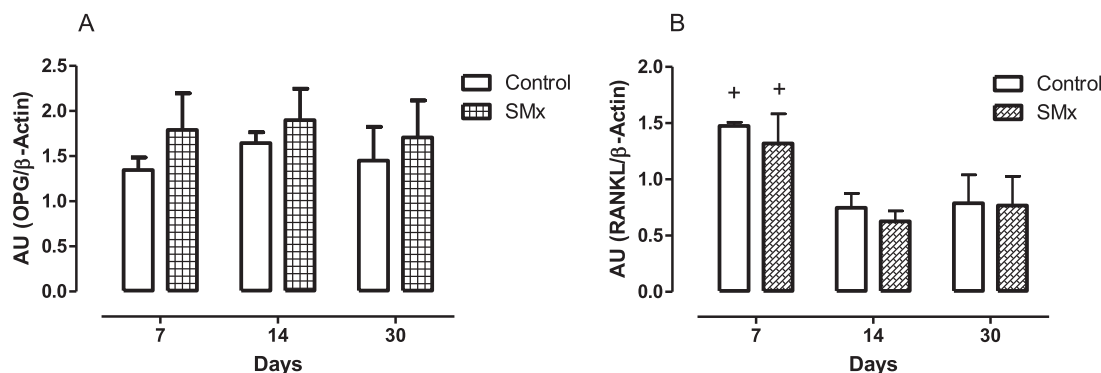 A
AU (OPG/β-Actin)
2.5
2.0
1.5
1.0
0.5
0.0
Control
SMx
7 14 30
Days
B
AU (RANKL/β-Actin)
2.0
1.5
1.0
0.5
0.0
+ +
Control
SMx
7 14 30
Days